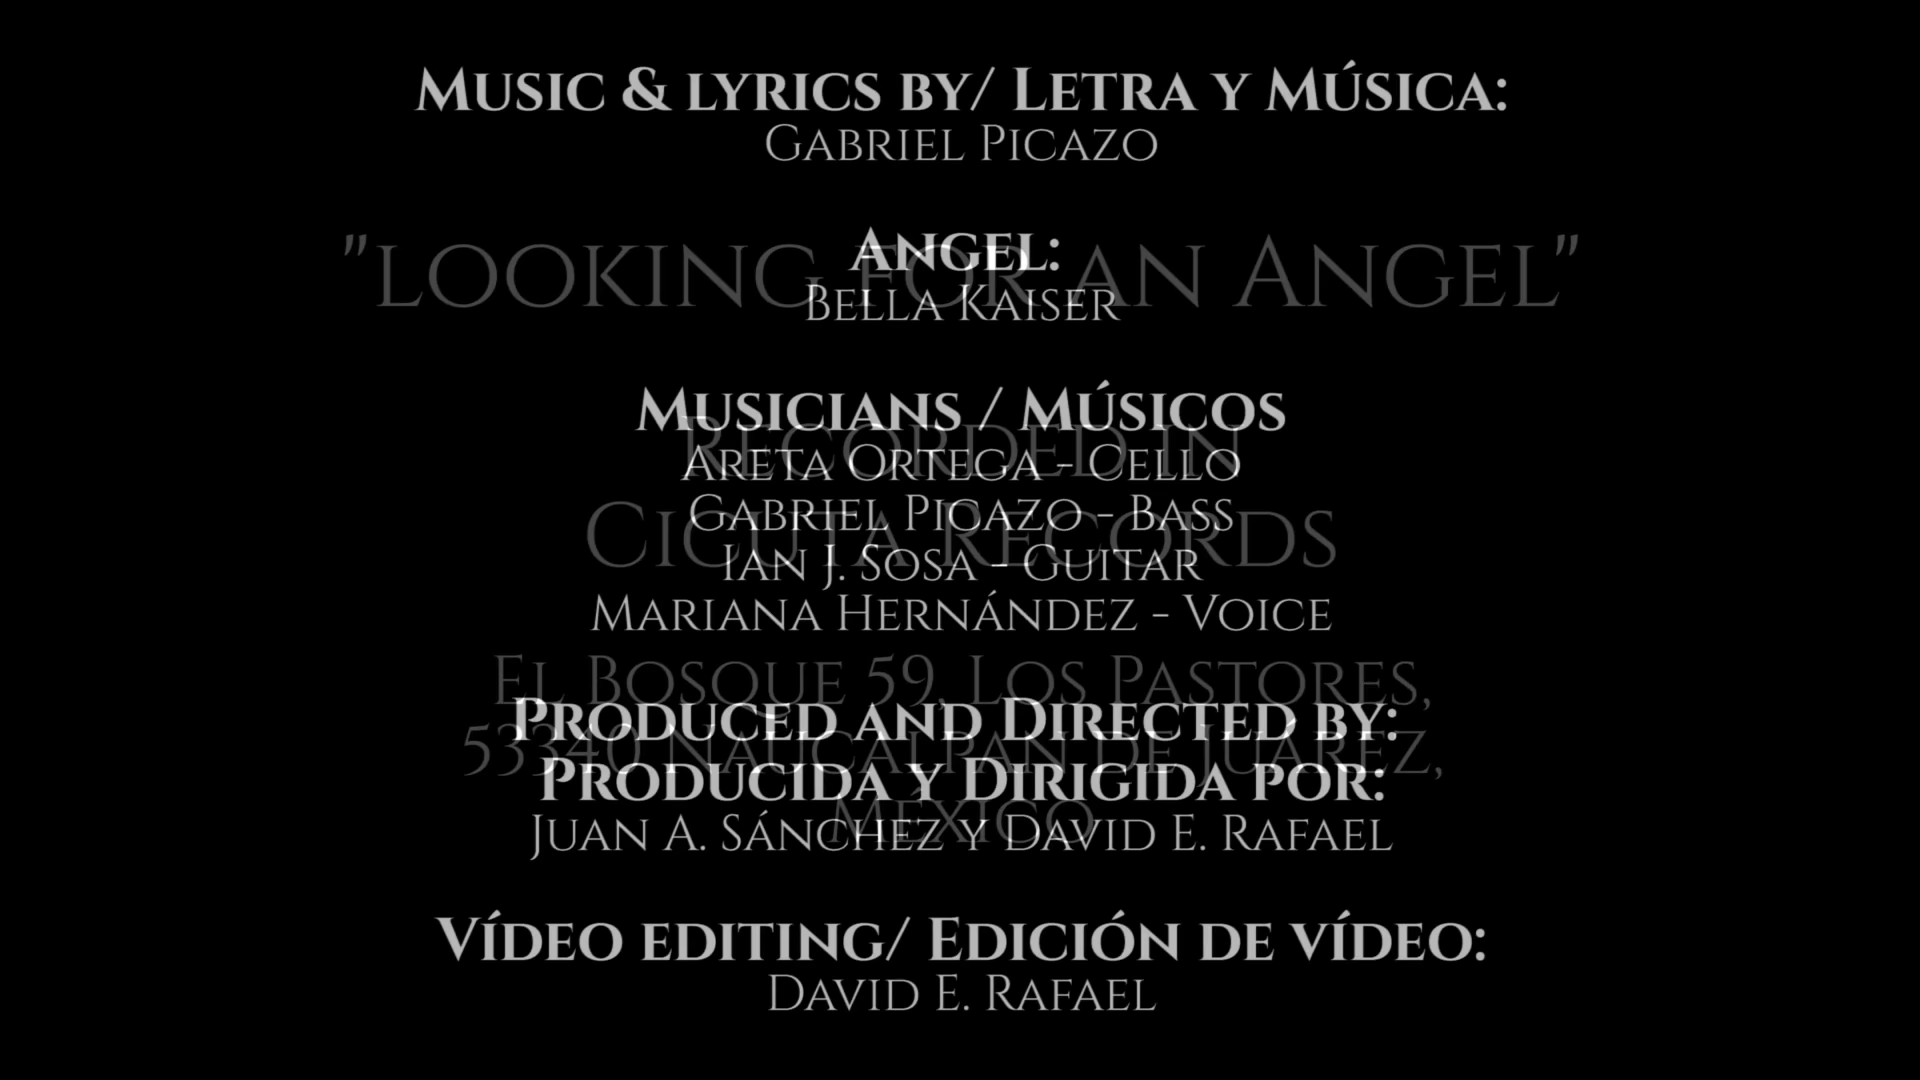 Music & lyrics by/ Letra y Música:
Gabriel Picazo
"looking for an Angel"
Angel:
Bella Kaiser
Musicians / Músicos
Recorded in
Areta Ortega - Cello
Gabriel Picazo - Bass
Cicuta Records
Ian J. Sosa - Guitar
Mariana Hernández - Voice
El Bosque 59, Los Pastores,
Produced and Directed by:
53340 Naucalpan de Juárez,
Producida y Dirigida por:
México
Juan A. Sánchez y David E. Rafael
Vídeo editing/ Edición de vídeo:
David E. Rafael